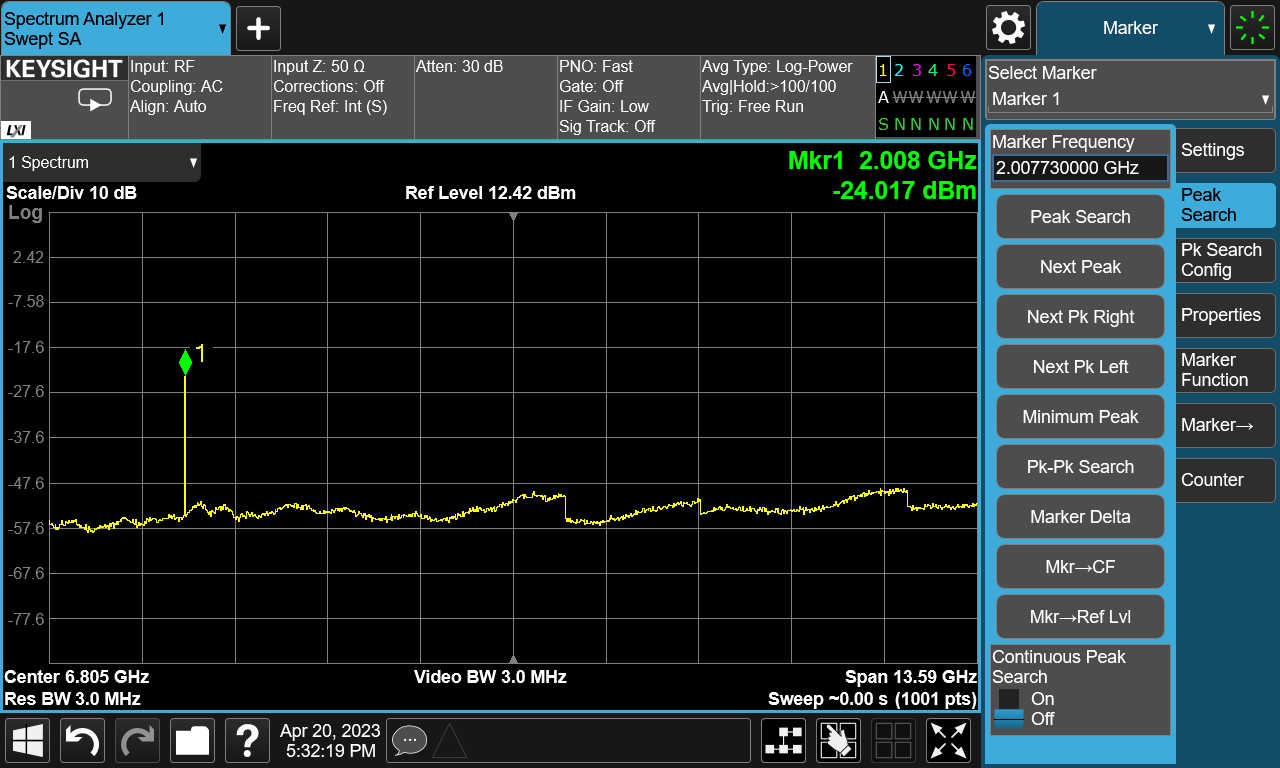 Spectrum Analyzer 1
Swept SA
Marker
KEYSIGHT
LXI
Input: RF
Coupling: AC
Align: Auto
Input Z: 50 Ω
Corrections: Off
Freq Ref: Int (S)
Atten: 30 dB
PNO: Fast
Gate: Off
IF Gain: Low
Sig Track: Off
Avg Type: Log-Power
Avg|Hold:>100/100
Trig: Free Run
1 2 3 4 5 6
A W W W W W
S N N N N N
Select Marker
Marker 1
1 Spectrum
Mkr1 2.008 GHz
-24.017 dBm
Scale/Div 10 dB
Ref Level 12.42 dBm
Log
2.42
-7.58
-17.6
-27.6
-37.6
-47.6
-57.6
-67.6
-77.6
1
Center 6.805 GHz
Video BW 3.0 MHz
Span 13.59 GHz
Res BW 3.0 MHz
Sweep ~0.00 s (1001 pts)
Marker Frequency
2.007730000 GHz
Peak Search
Next Peak
Next Pk Right
Next Pk Left
Minimum Peak
Pk-Pk Search
Marker Delta
Mkr→CF
Mkr→Ref Lvl
Continuous Peak
Search
On
Off
Settings
Peak
Search
Pk Search
Config
Properties
Marker
Function
Marker→
Counter
Apr 20, 2023
5:32:19 PM